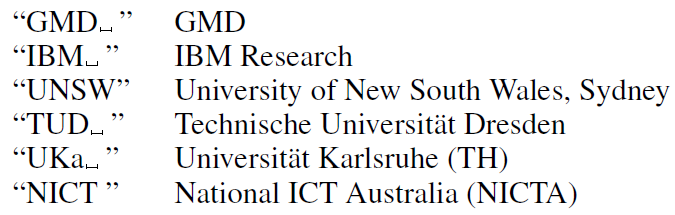 “GMD␣ ” GMD
“IBM␣ ” IBM Research
“UNSW” University of New South Wales, Sydney
“TUD␣ ” Technische Universität Dresden
“UKa␣ ” Universität Karlsruhe (TH)
“NICT ” National ICT Australia (NICTA)